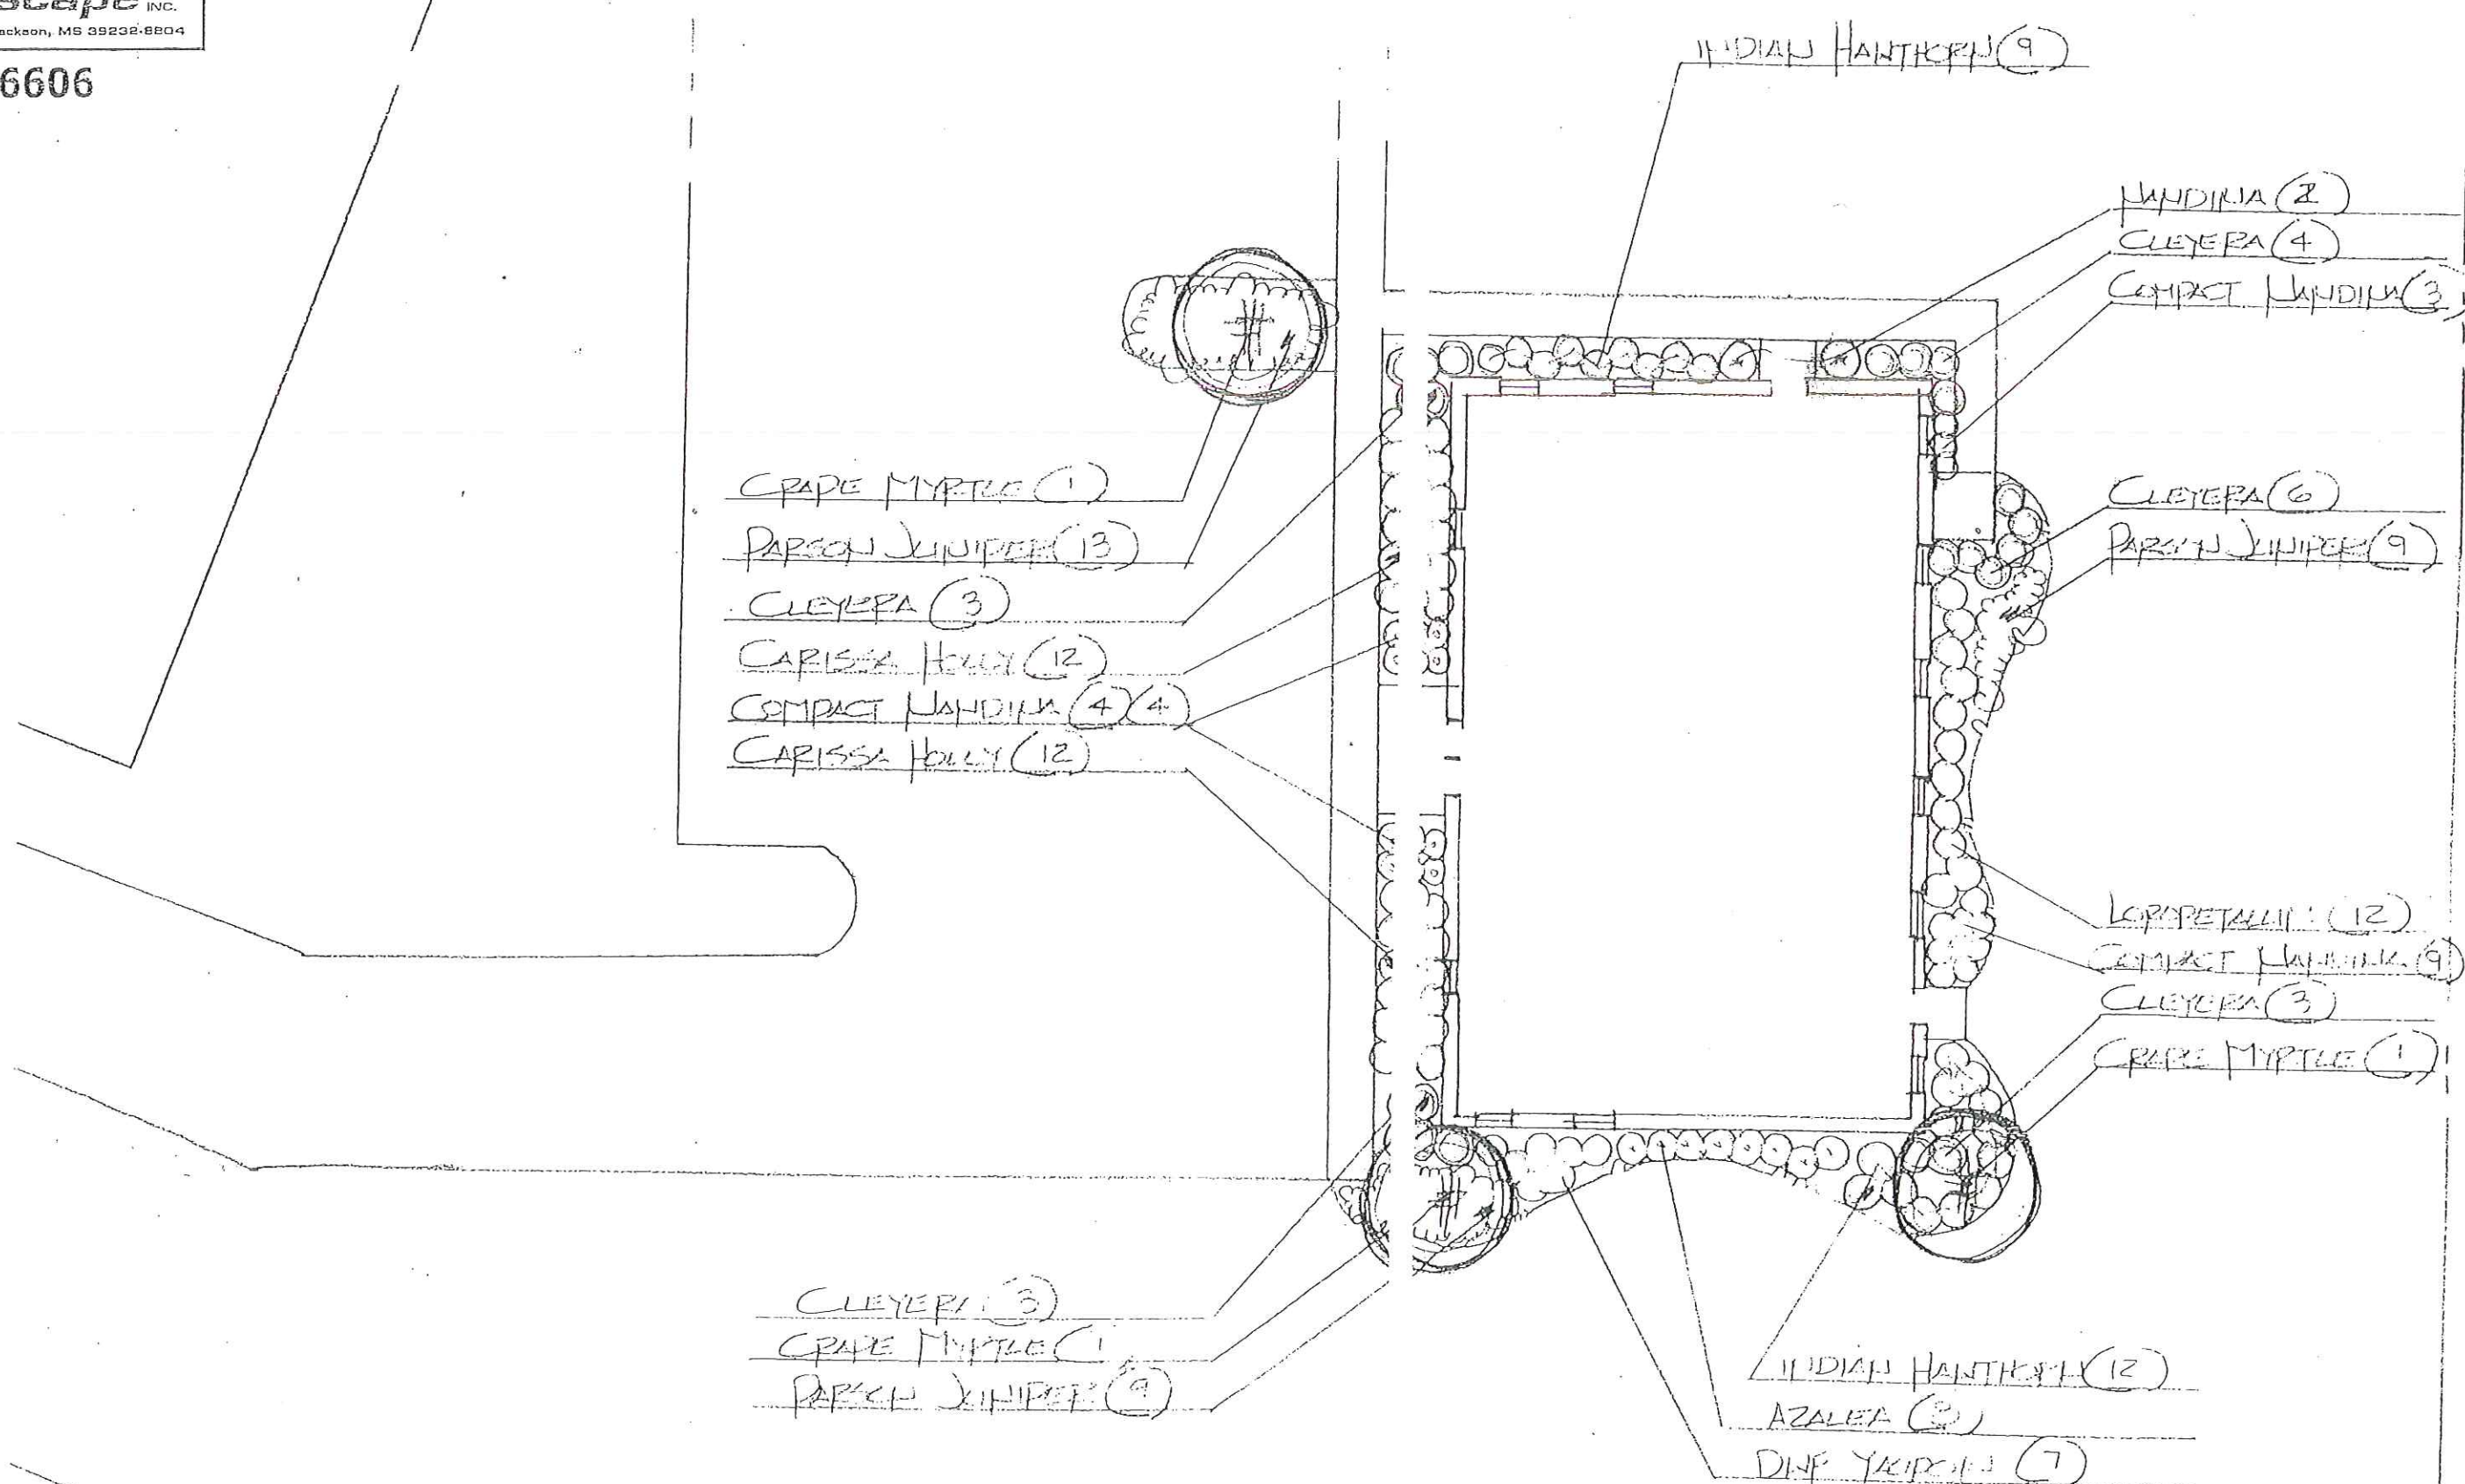 scape INC.
ackson, MS 39232-8804
6606
INDIAN HAWTHORN (9)
NANDINA (2)
CLEYERA (4)
COMPACT NANDINA (3)
CRAPE MYRTLE (1)
PARSON JUNIPER (13)
CLEYERA (3)
CARISSA HOLLY (12)
COMPACT NANDINA (4)(4)
CARISSA HOLLY (12)
CLEYERA (6)
PARSON JUNIPER (9)
LOROPETALUM (12)
COMPACT NANDINA (9)
CLEYERA (3)
CRAPE MYRTLE (1)
CLEYERA (3)
CRAPE MYRTLE (1
PARSON JUNIPER (9)
INDIAN HAWTHORN (12)
AZALEA
DWF YAUPON (7)